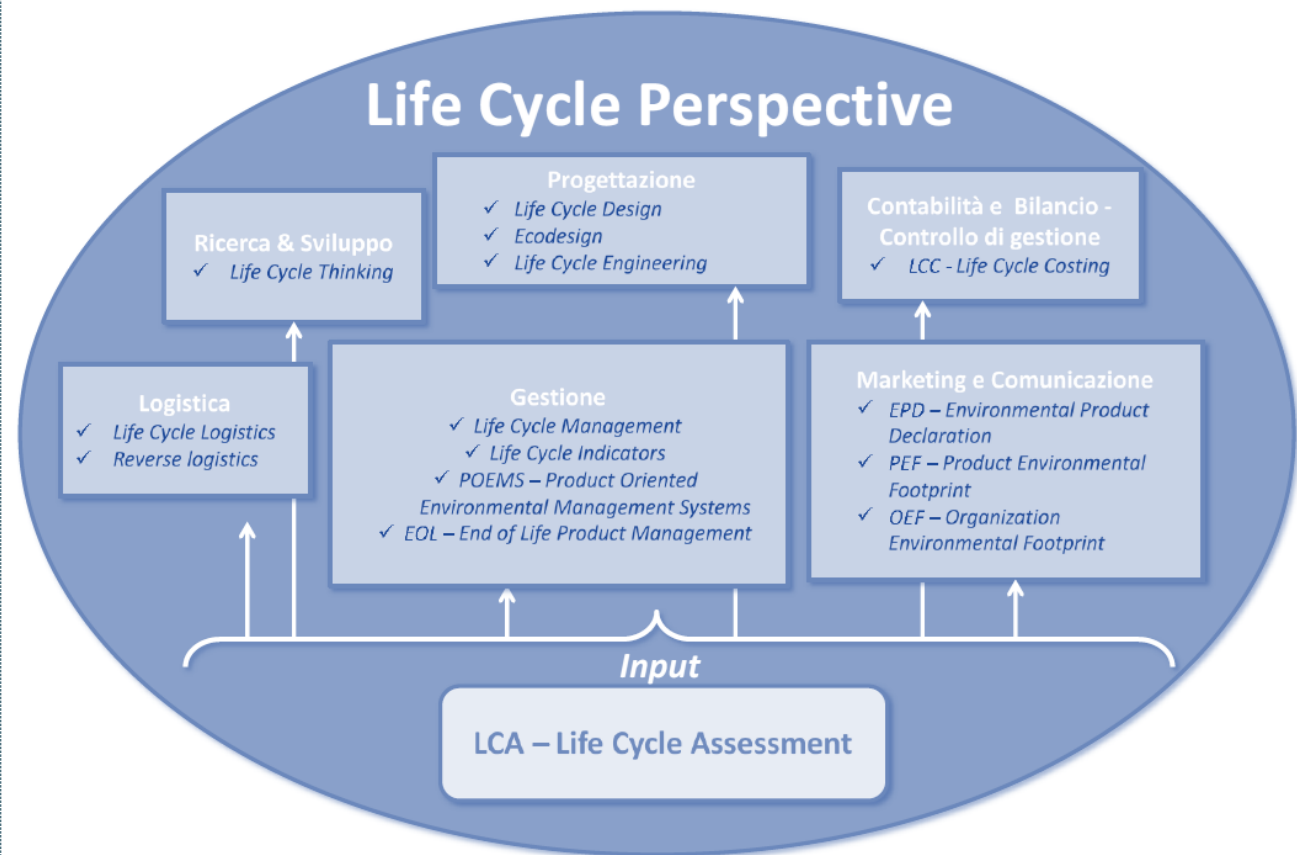 Life Cycle Perspective
Ricerca & Sviluppo
✓ Life Cycle Thinking
Progettazione
✓ Life Cycle Design
✓ Ecodesign
✓ Life Cycle Engineering
Contabilità e Bilancio -
Controllo di gestione
✓ LCC - Life Cycle Costing
Logistica
✓ Life Cycle Logistics
✓ Reverse logistics
Gestione
✓ Life Cycle Management
✓ Life Cycle Indicators
✓ POEMS – Product Oriented
Environmental Management Systems
✓ EOL – End of Life Product Management
Marketing e Comunicazione
✓ EPD – Environmental Product
Declaration
✓ PEF – Product Environmental
Footprint
✓ OEF – Organization
Environmental Footprint
Input
LCA – Life Cycle Assessment